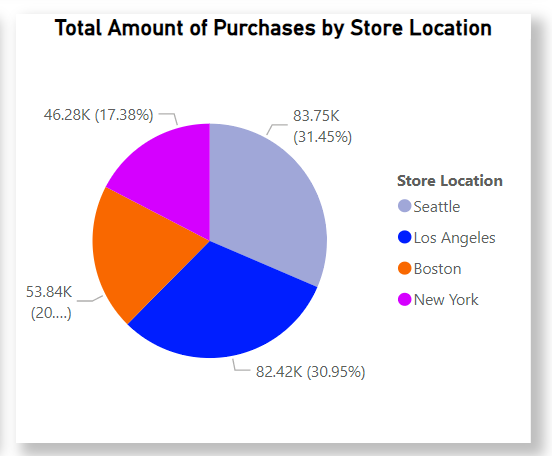 Total Amount of Purchases by Store Location
46.28K (17.38%)
83.75K
(31.45%)
Store Location
Seattle
Los Angeles
Boston
New York
53.84K
(20....)
82.42K (30.95%)